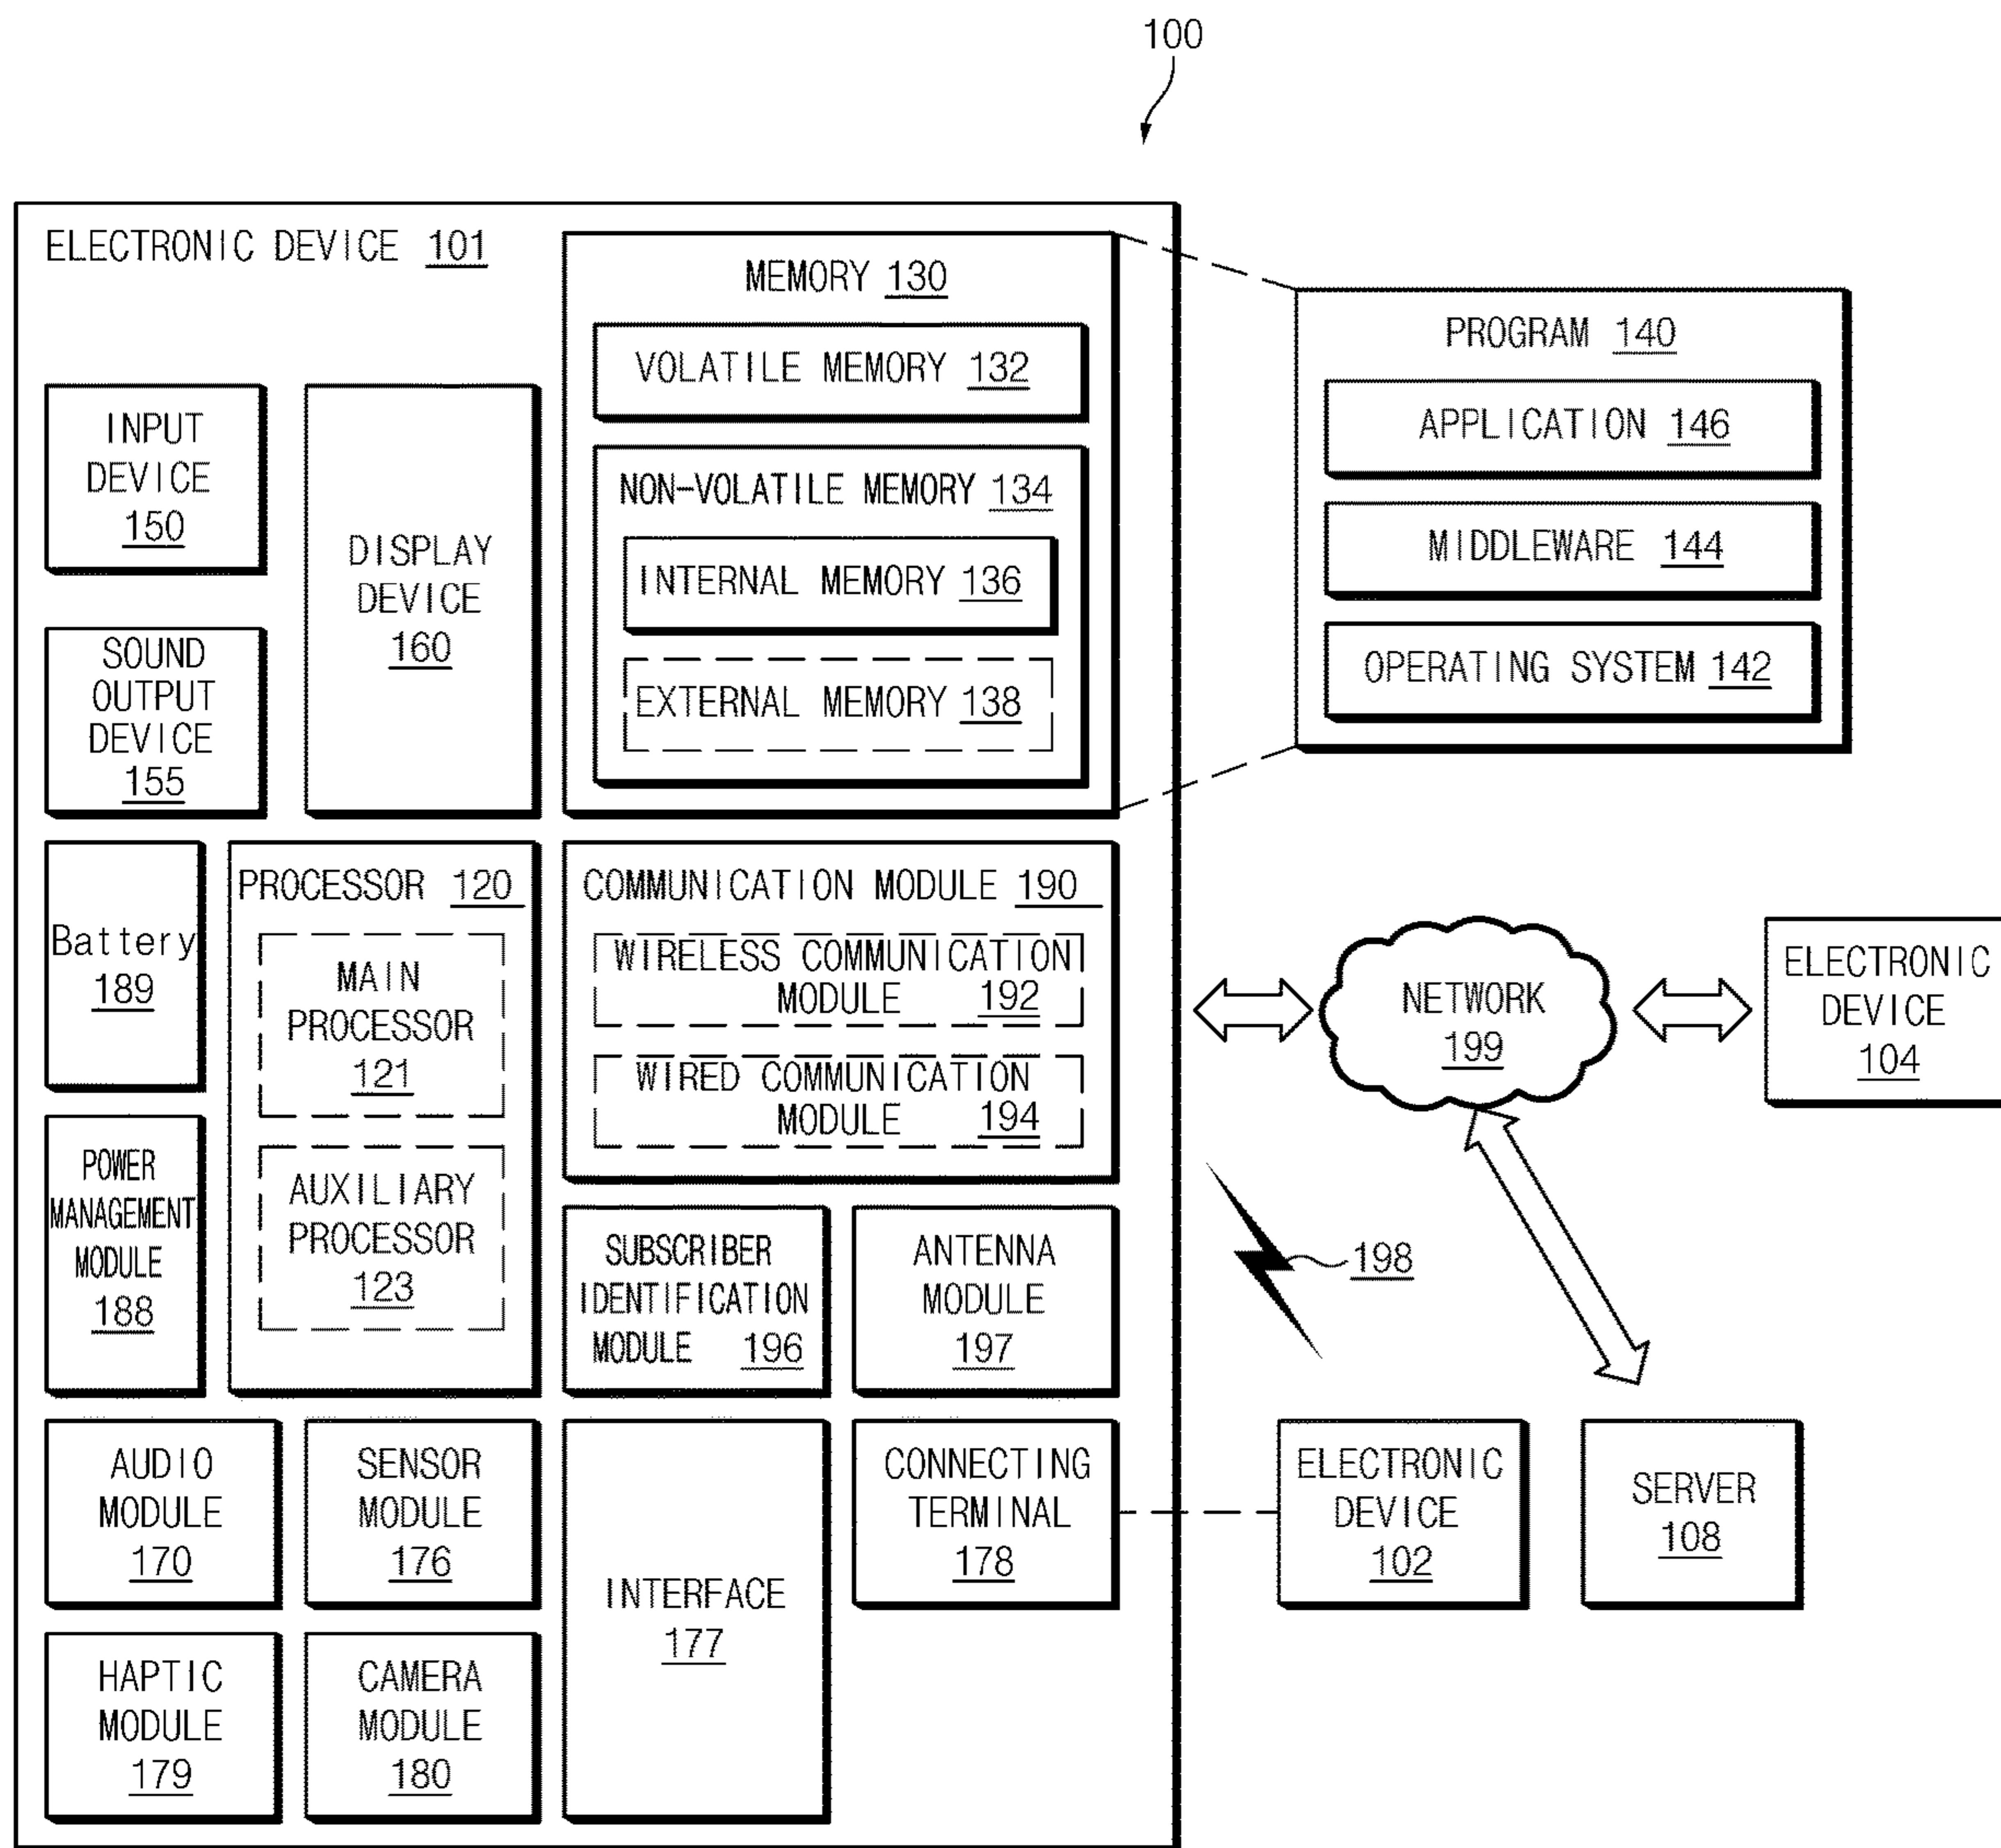 100
ELECTRONIC DEVICE 101
MEMORY 130
VOLATILE MEMORY 132
NON-VOLATILE MEMORY 134
INTERNAL MEMORY 136
EXTERNAL MEMORY 138
PROGRAM 140
APPLICATION 146
MIDDLEWARE 144
OPERATING SYSTEM 142
INPUT
DEVICE
150
DISPLAY
DEVICE
160
SOUND
OUTPUT
DEVICE
155
Battery
189
PROCESSOR 120
MAIN
PROCESSOR
121
AUXILIARY
PROCESSOR
123
COMMUNICATION MODULE 190
WIRELESS COMMUNICATION
MODULE 192
WIRED COMMUNICATION
MODULE 194
NETWORK
199
ELECTRONIC
DEVICE
104
POWER
MANAGEMENT
MODULE
188
SUBSCRIBER
IDENTIFICATION
MODULE 196
ANTENNA
MODULE
197
198
AUDIO
MODULE
170
SENSOR
MODULE
176
INTERFACE
177
CONNECTING
TERMINAL
178
ELECTRONIC
DEVICE
102
SERVER
108
HAPTIC
MODULE
179
CAMERA
MODULE
180